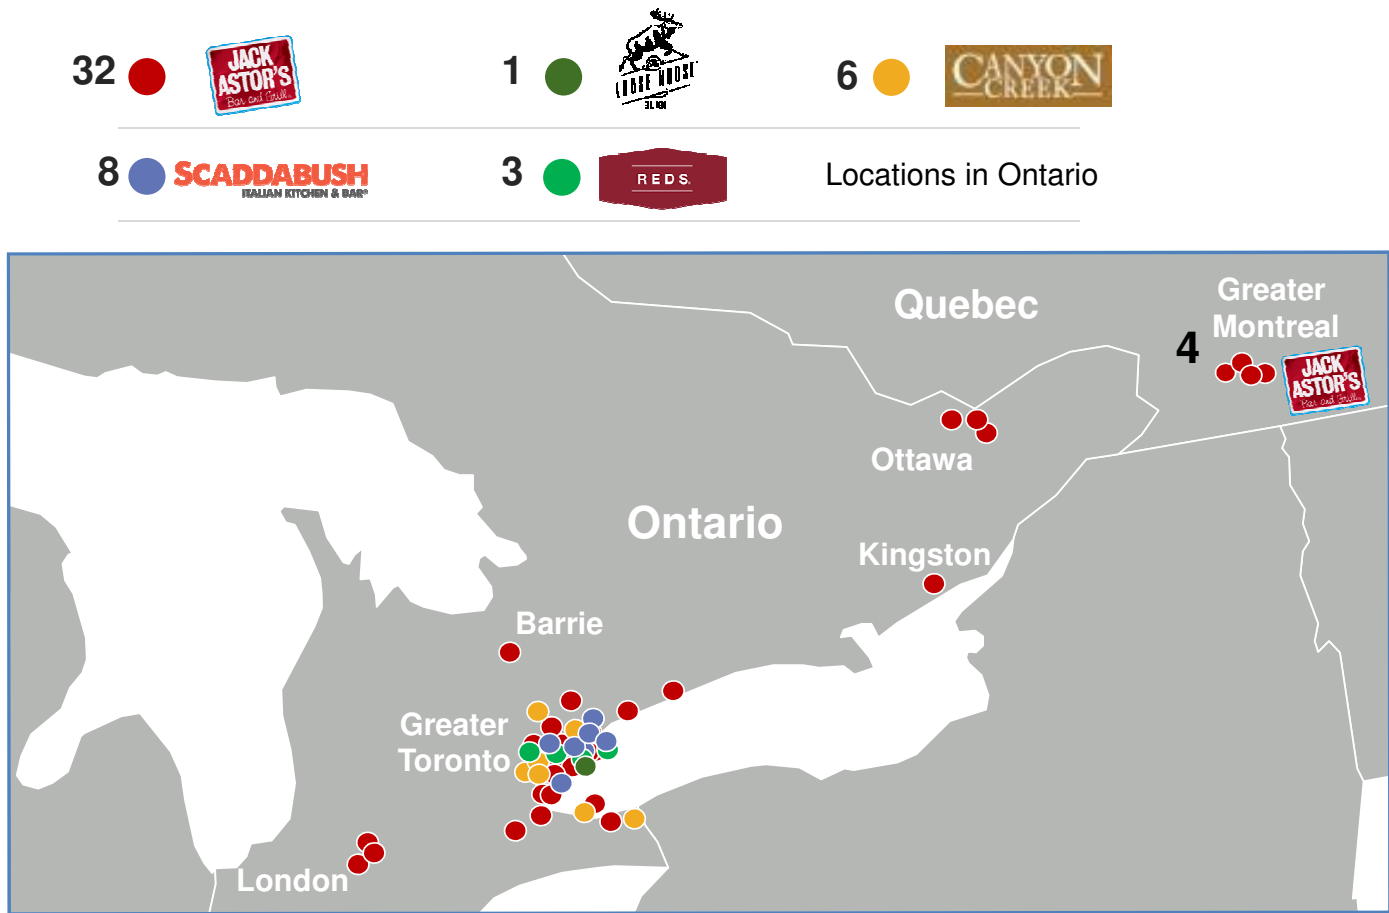 32
JACK
ASTOR'S
Bar and Grill
1
6
CANYON
CREEK
8
SCADDABUSH
ITALIAN KITCHEN & BAR®
3
REDS
Locations in Ontario
Quebec
Greater
Montreal
4
JACK
ASTOR'S
Bar and Grill
Ottawa
Ontario
Kingston
Barrie
Greater
Toronto
London